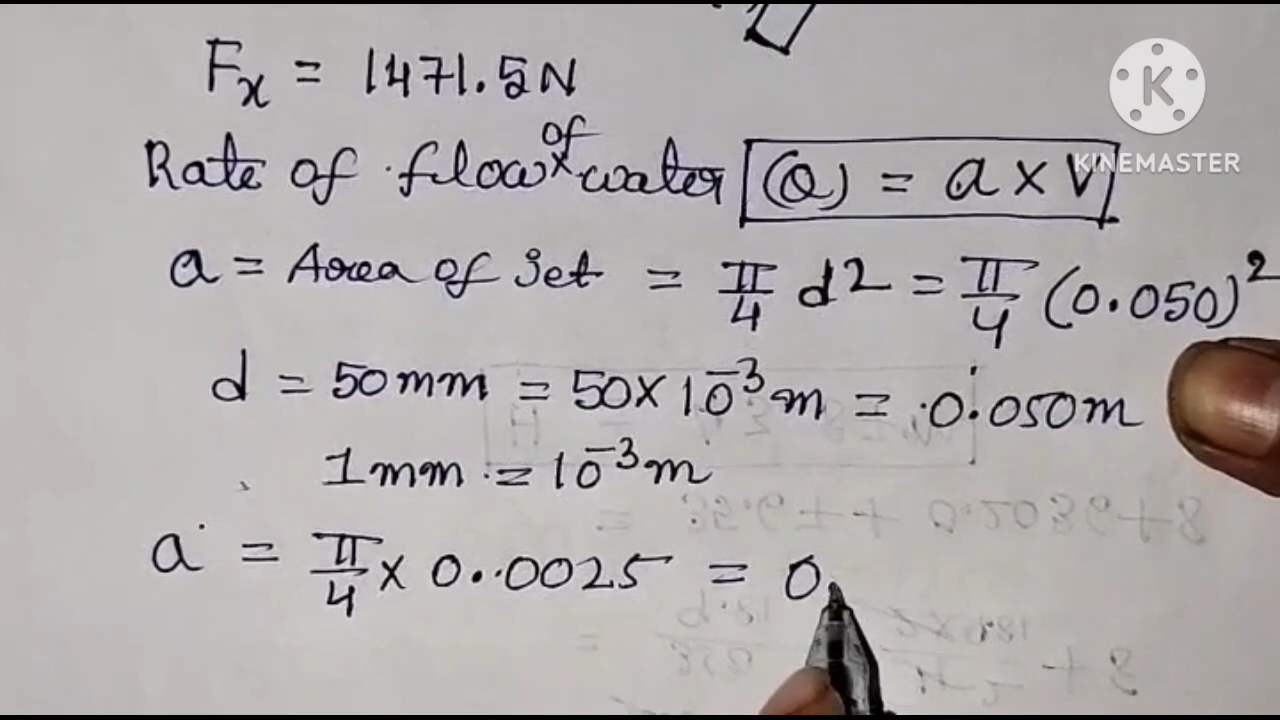 Fx = 1471.5N
of
Rate of flow × water (Q) = a × V
K
KINEMASTER
a = Area of jet = π/4 d2 = π/4 (0.050)²
d = 50mm = 50×10⁻³m = 0.050m
1mm = 10⁻³m
a = π/4 × 0.0025 = 0.